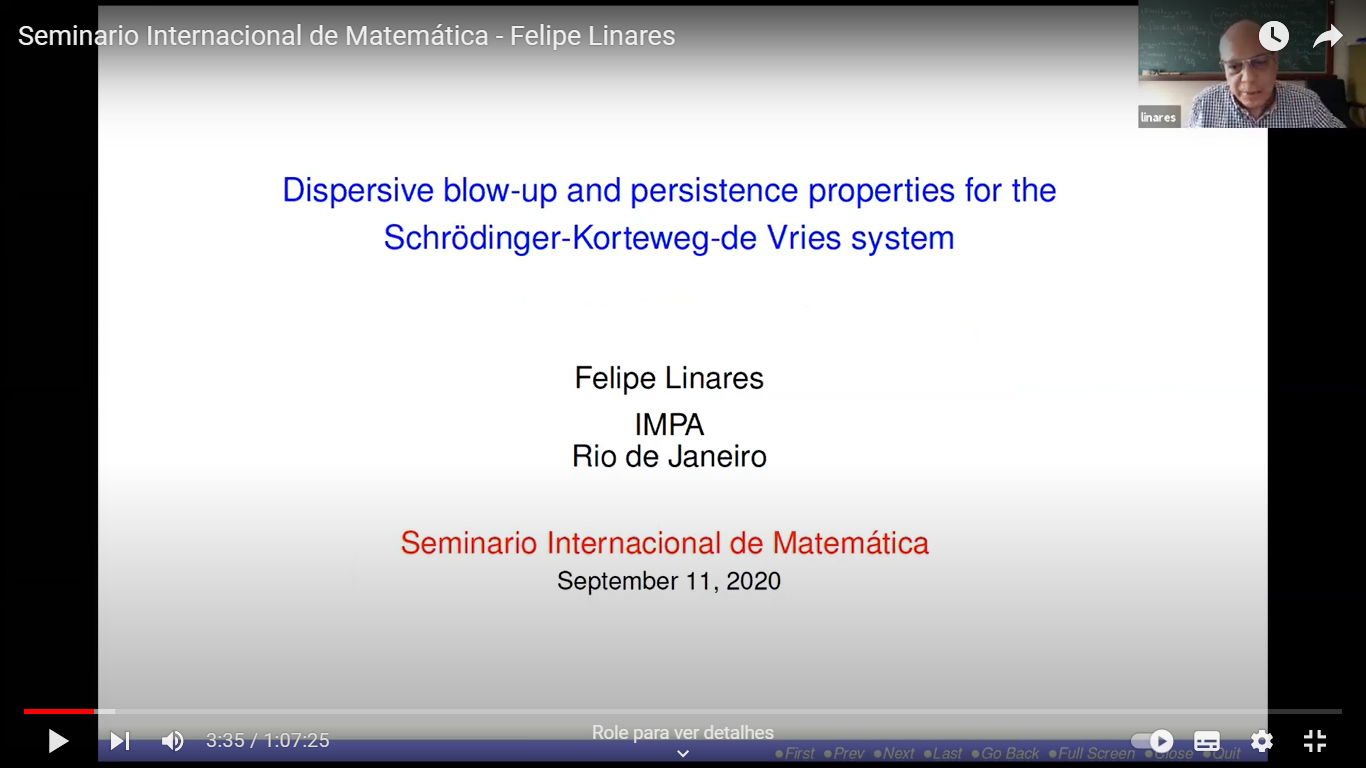 Seminario Internacional de Matemática - Felipe Linares
linares
Dispersive blow-up and persistence properties for the
Schrödinger-Korteweg-de Vries system
Felipe Linares
IMPA
Rio de Janeiro
Seminario Internacional de Matemática
September 11, 2020
Role para ver detalhes
3:35 / 1:07:25
First Prev Next Last Go Back Full Screen Close Quit